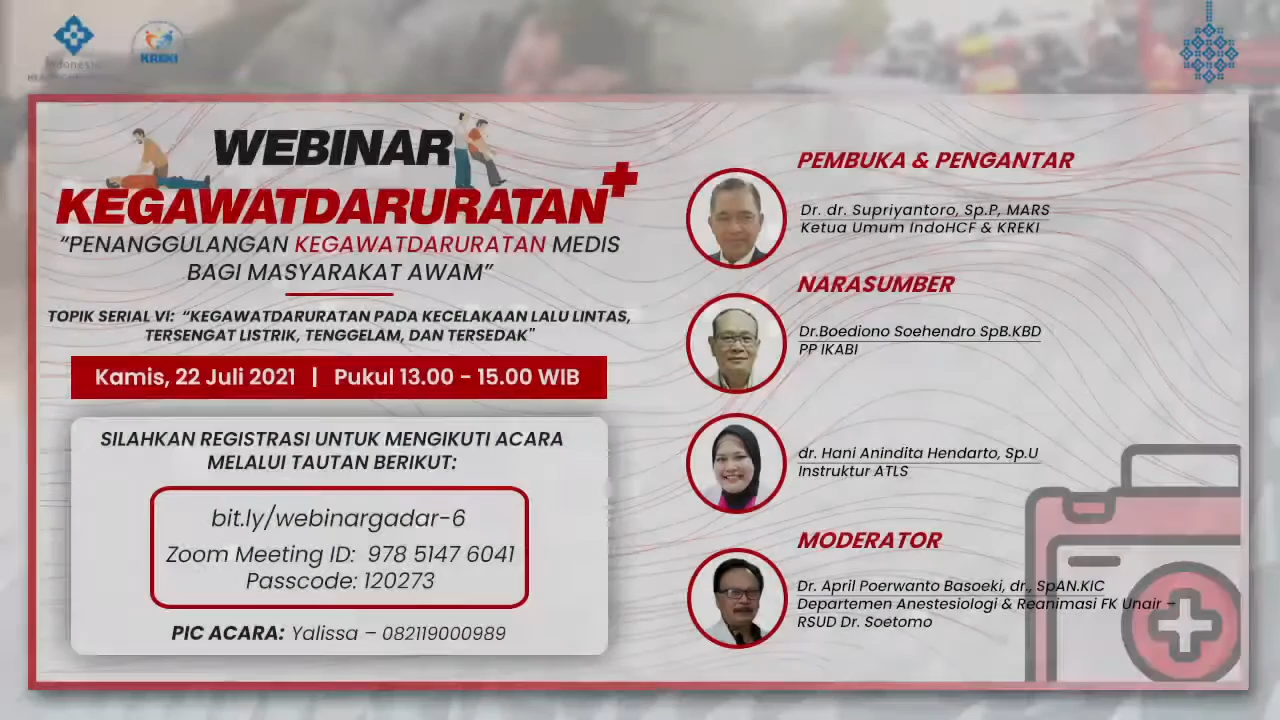 Indonesia
KREKI
WEBINAR
KEGAWATDARURATAN
“PENANGGULANGAN KEGAWATDARURATAN MEDIS
BAGI MASYARAKAT AWAM”
TOPIK SERIAL VI: “KEGAWATDARURATAN PADA KECELAKAAN LALU LINTAS,
TERSENGAT LISTRIK, TENGGELAM, DAN TERSEDAK"
Kamis, 22 Juli 2021 | Pukul 13.00 - 15.00 WIB
SILAHKAN REGISTRASI UNTUK MENGIKUTI ACARA
MELALUI TAUTAN BERIKUT:
bit.ly/webinargadar-6
Zoom Meeting ID: 978 5147 6041
Passcode: 120273
PIC ACARA: Yalissa – 082119000989
PEMBUKA & PENGANTAR
Dr. dr. Supriyantoro, Sp.P, MARS
Ketua Umum IndoHCF & KREKI
NARASUMBER
Dr.Boediono Soehendro SpB.KBD
PP IKABI
dr. Hani Anindita Hendarto, Sp.U
Instruktur ATLS
MODERATOR
Dr. April Poerwanto Basoeki, dr., SpAN.KIC
Departemen Anestesiologi & Reanimasi FK Unair –
RSUD Dr. Soetomo